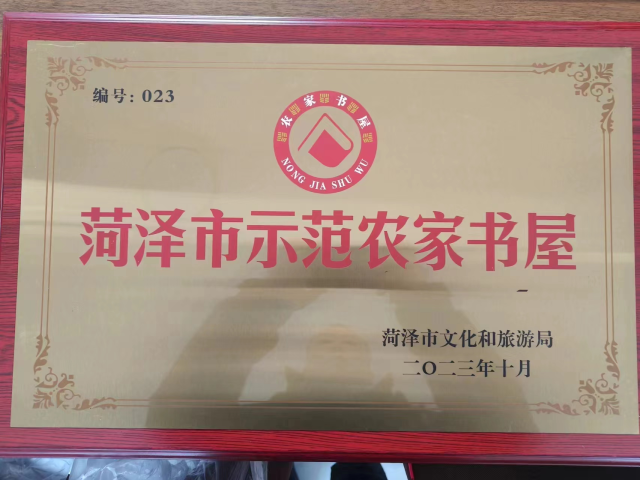 编号：023
农家书屋
NONG JIA SHU WU
菏泽市示范农家书屋
菏泽市文化和旅游局
二〇二三年十月